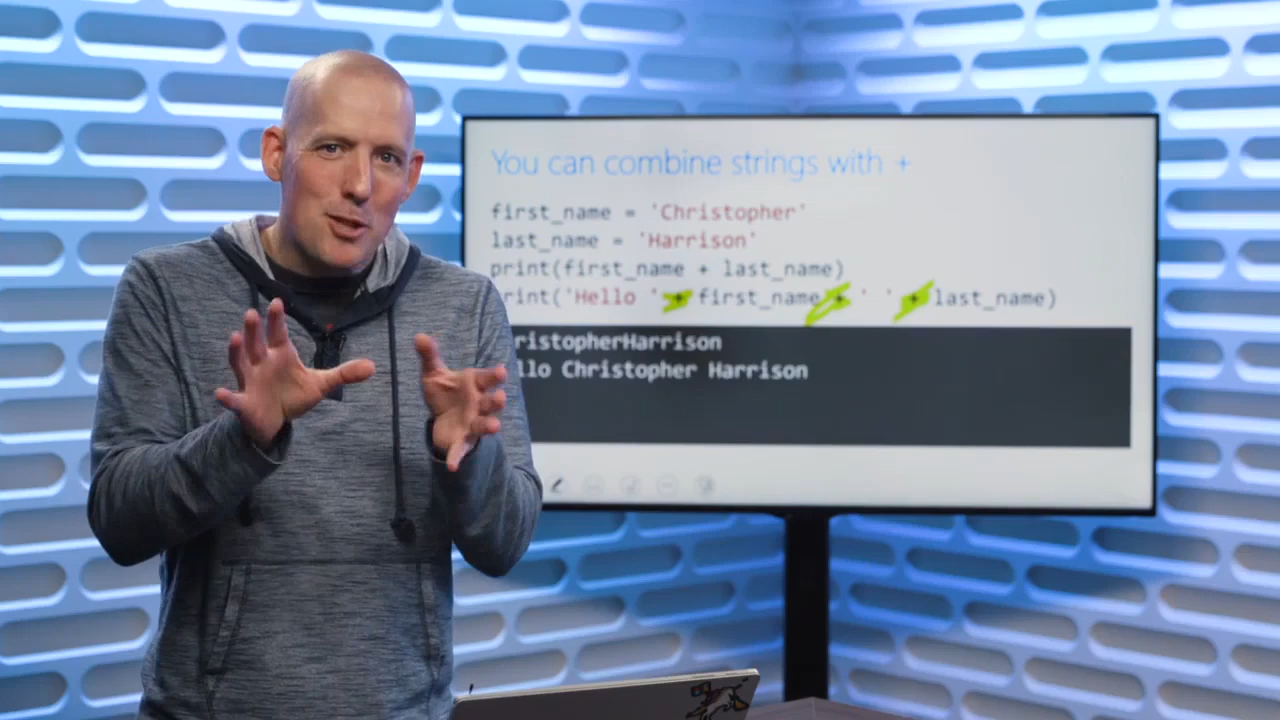 You can combine strings with +
first_name = 'Christopher'
last_name = 'Harrison'
print(first_name + last_name)
rint('Hello ' + first_name + ' ' + last_name)
ristopherHarrison
llo Christopher Harrison